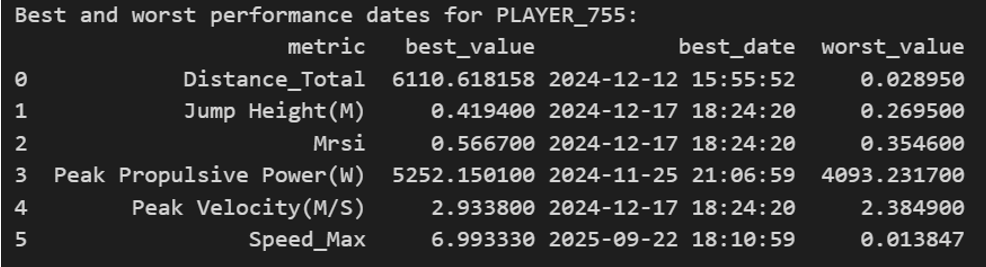 Best and worst performance dates for PLAYER_755:
metric best_value best_date worst_value
0 Distance_Total 6110.618158 2024-12-12 15:55:52 0.028950
1 Jump Height(M) 0.419400 2024-12-17 18:24:20 0.269500
2 Mrsi 0.566700 2024-12-17 18:24:20 0.354600
3 Peak Propulsive Power(W) 5252.150100 2024-11-25 21:06:59 4093.231700
4 Peak Velocity(M/S) 2.933800 2024-12-17 18:24:20 2.384900
5 Speed_Max 6.993330 2025-09-22 18:10:59 0.013847